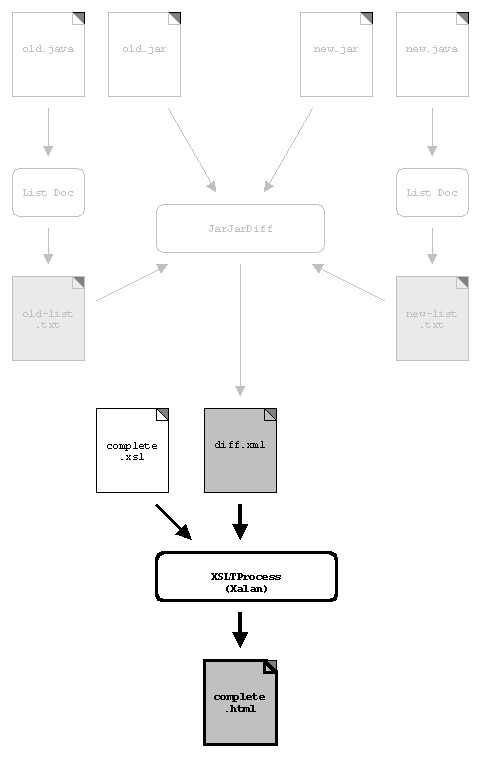 old.java
old.jar
new.jar
new.java
List Doc
List Doc
JarJarDiff
old-list
.txt
new-list
.txt
complete
.xsl
diff.xml
XSLTProcess
(Xalan)
complete
.html